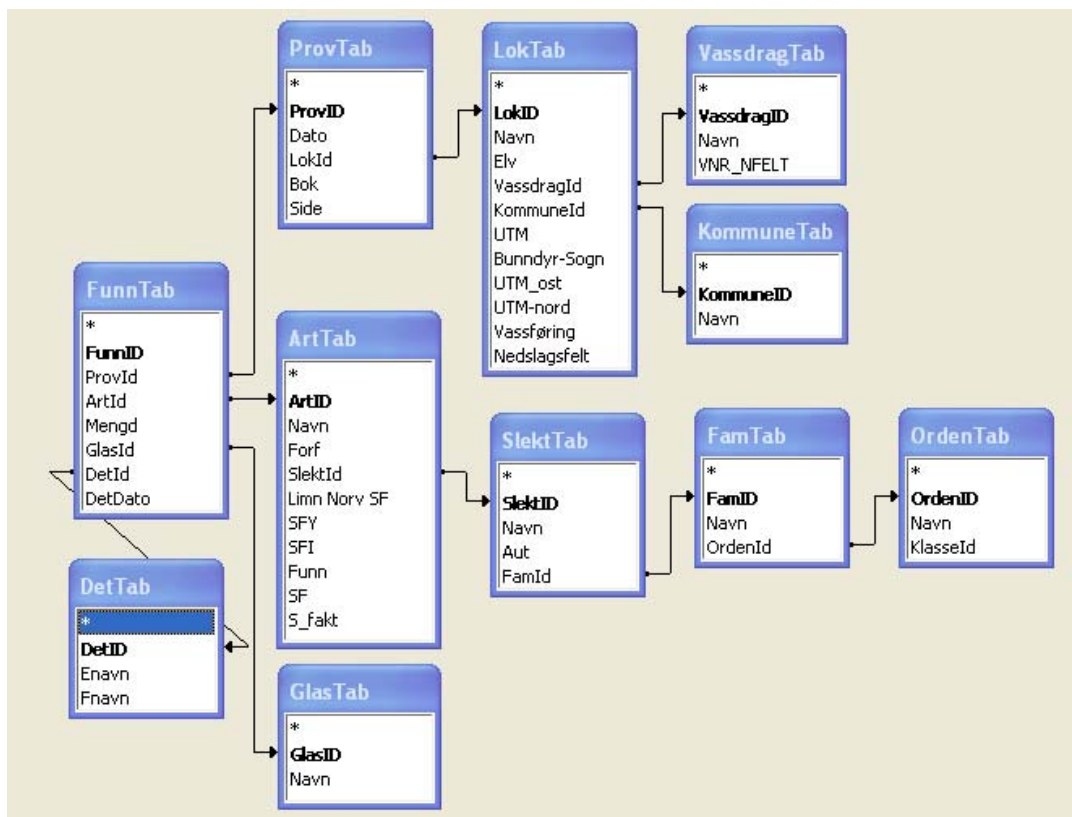 ProvTab
*
ProvID
Dato
LokId
Bok
Side
LokTab
*
LokID
Navn
Elv
VassdragId
KommuneId
UTM
Bunndyr-Sogn
UTM_ost
UTM-nord
Vassføring
Nedslagsfelt
VassdragTab
*
VassdragID
Navn
VNR_NFELT
KommuneTab
*
KommuneID
Navn
FunnTab
*
FunnID
ProvId
ArtId
Mengd
GlasId
DetId
DetDato
ArtTab
*
ArtID
Navn
Forf
SlektId
Limn Norv SF
SFY
SFI
Funn
SF
S_fakt
SlektTab
*
SlektID
Navn
Aut
FamId
FamTab
*
FamID
Navn
OrdenId
OrdenTab
*
OrdenID
Navn
KlasseId
DetTab
*
DetID
Enavn
Fnavn
GlasTab
*
GlasID
Navn